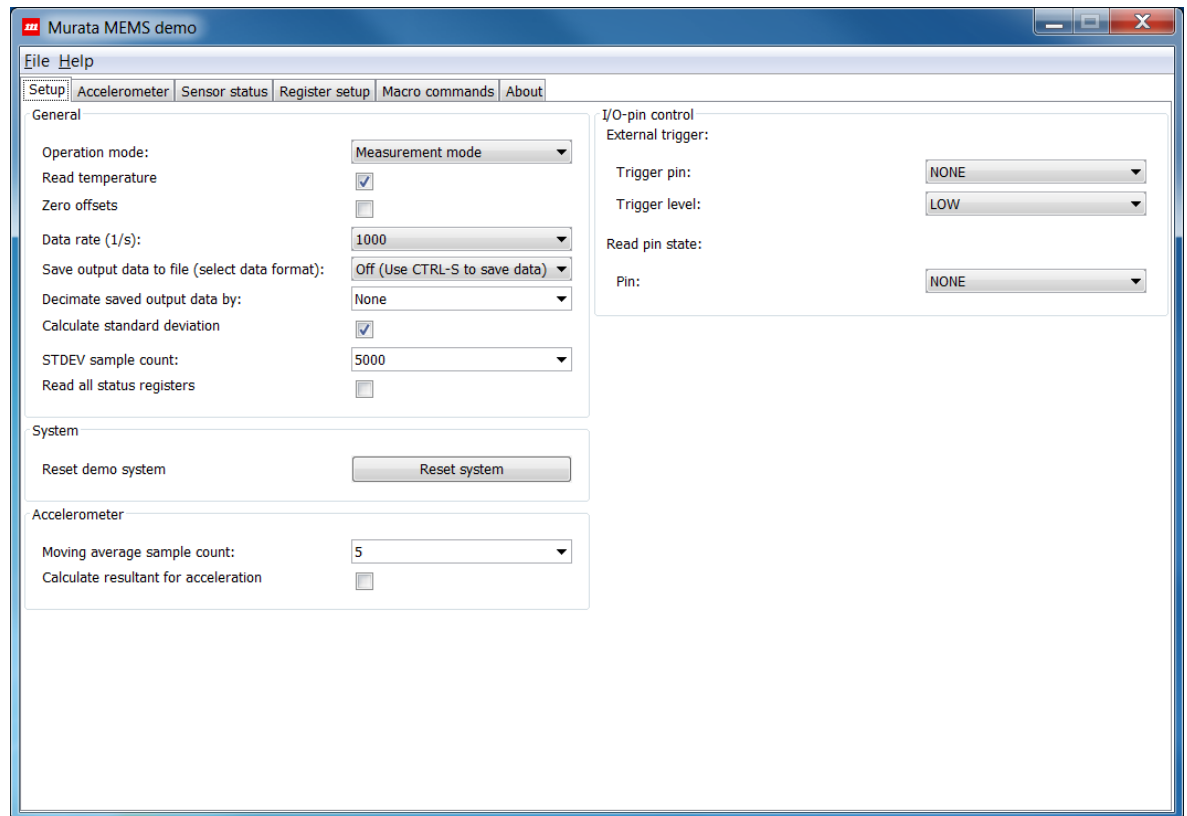 Murata MEMS demo
File Help
Setup Accelerometer Sensor status Register setup Macro commands About
General
Operation mode: Measurement mode
Read temperature
Zero offsets
Data rate (1/s): 1000
Save output data to file (select data format): Off (Use CTRL-S to save data)
Decimate saved output data by: None
Calculate standard deviation
STDEV sample count: 5000
Read all status registers
System
Reset demo system Reset system
Accelerometer
Moving average sample count: 5
Calculate resultant for acceleration
I/O-pin control
External trigger:
Trigger pin: NONE
Trigger level: LOW
Read pin state:
Pin: NONE